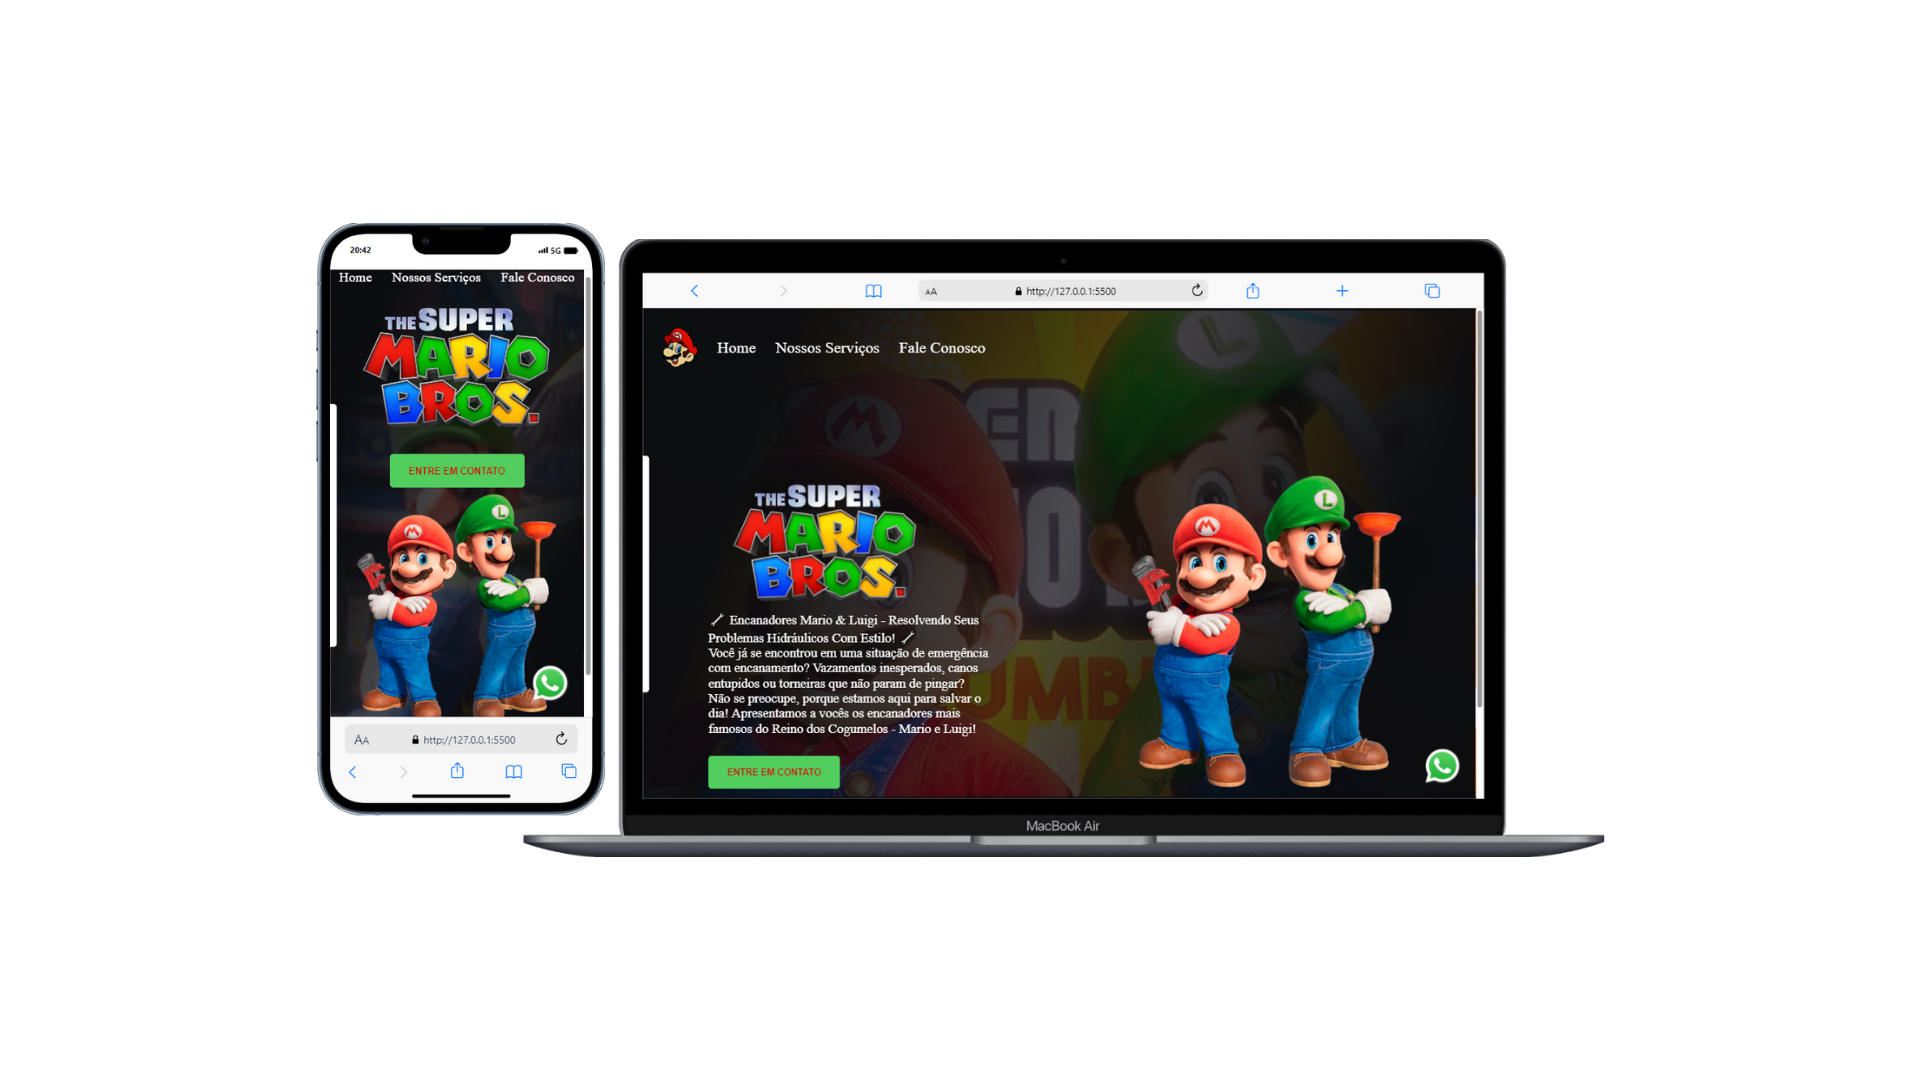 20:42
5G
Home Nossos Serviços Fale Conosco
THE SUPER
MARIO
BROS.
ENTRE EM CONTATO
M
L
AA http://127.0.0.1:5500
AA http://127.0.0.1:5500
Home Nossos Serviços Fale Conosco
THE SUPER
MARIO
BROS.
Encanadores Mario & Luigi - Resolvendo Seus
Problemas Hidráulicos Com Estilo!
Você já se encontrou em uma situação de emergência
com encanamento? Vazamentos inesperados, canos
entupidos ou torneiras que não param de pingar?
Não se preocupe, porque estamos aqui para salvar o
dia! Apresentamos a vocês os encanadores mais
famosos do Reino dos Cogumelos - Mario e Luigi!
ENTRE EM CONTATO
M
L
MacBook Air